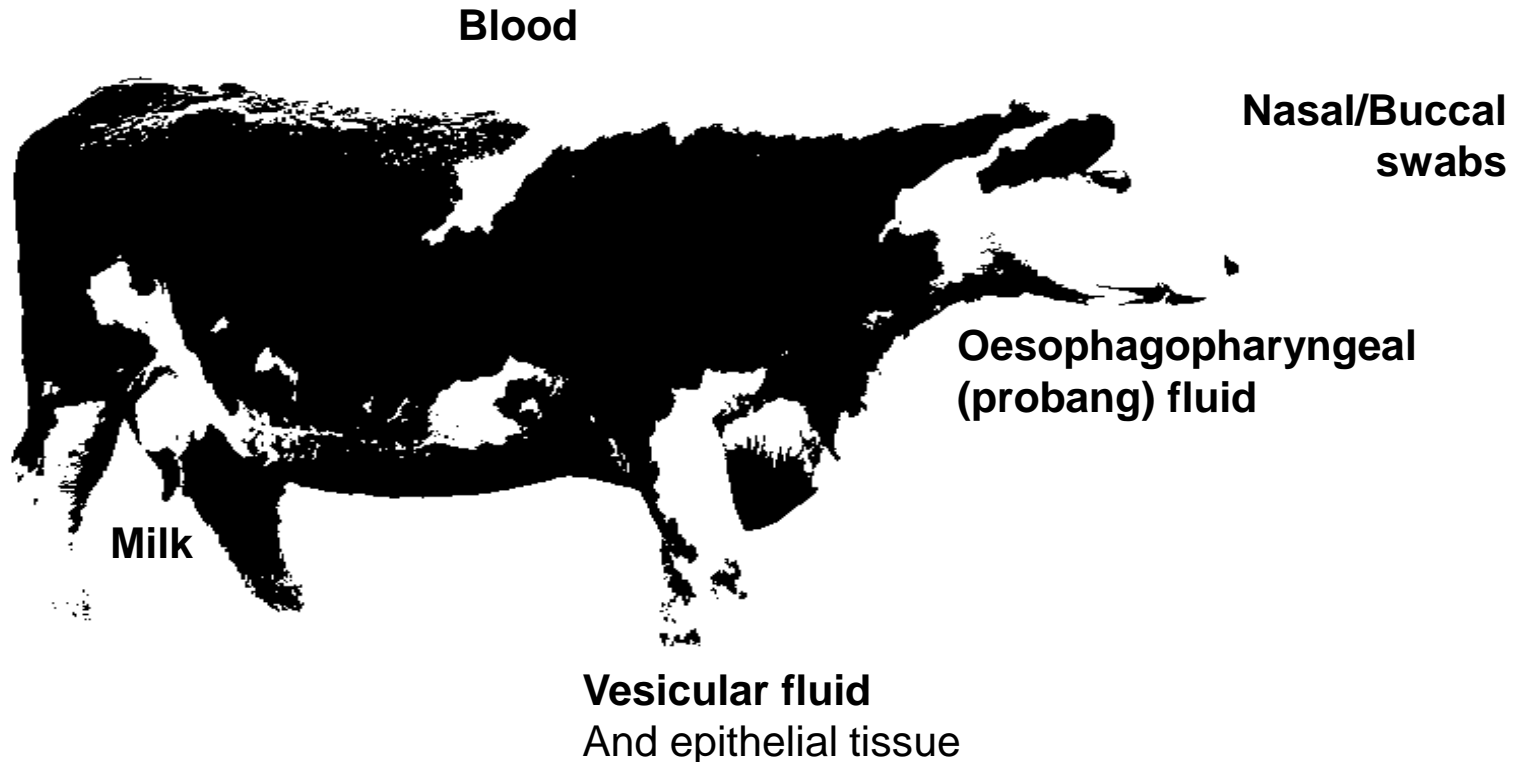 Blood
Nasal/Buccal
swabs
Oesophagopharyngeal
(probang) fluid
Milk
Vesicular fluid
And epithelial tissue